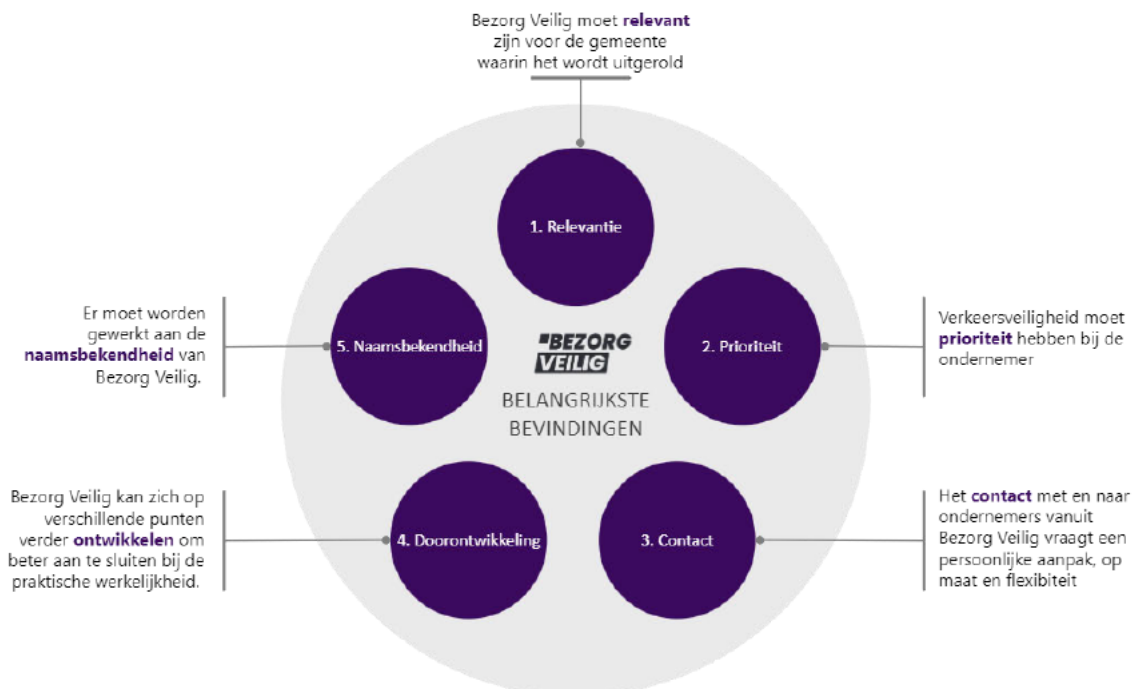 Bezorg Veilig moet relevant
zijn voor de gemeente
waarin het wordt uitgerold
1. Relevantie
Er moet worden
gewerkt aan de
naamsbekendheid van
Bezorg Veilig.
5. Naamsbekendheid
BEZORG
VEILIG
BELANGRIJKSTE
BEVINDINGEN
2. Prioriteit
Verkeersveiligheid moet
prioriteit hebben bij de
ondernemer
Bezorg Veilig kan zich op
verschillende punten
verder ontwikkelen om
beter aan te sluiten bij de
praktische werkelijkheid.
4. Doorontwikkeling
3. Contact
Het contact met en naar
ondernemers vanuit
Bezorg Veilig vraagt een
persoonlijke aanpak, op
maat en flexibiteit